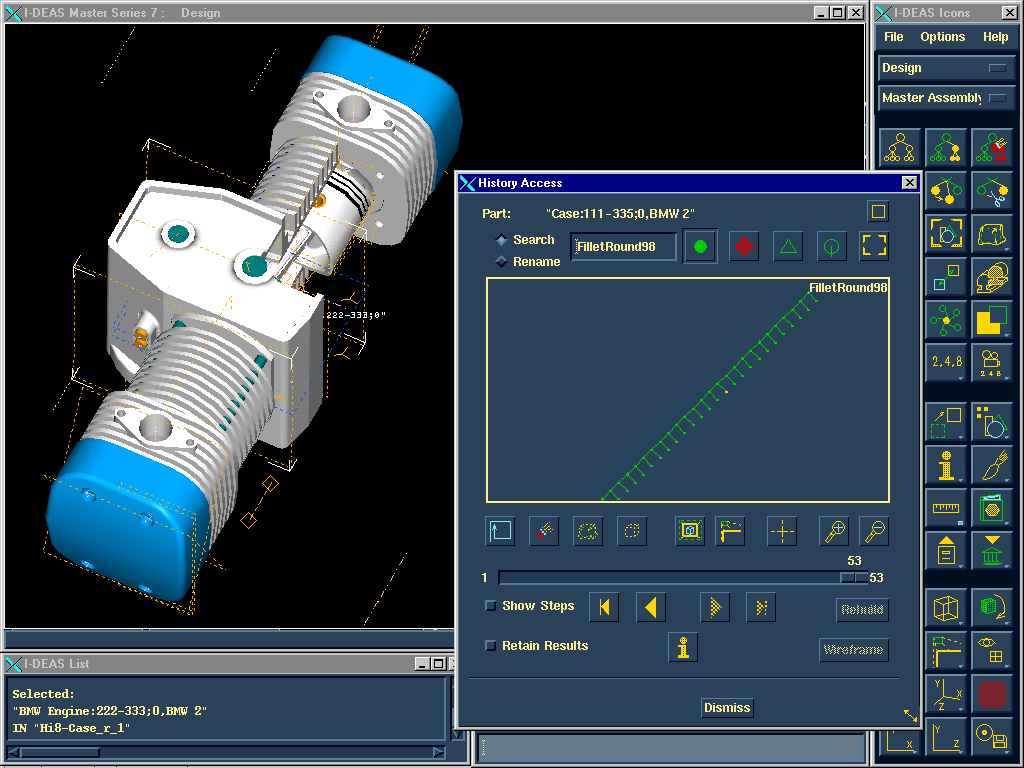 I-DEAS Master Series 7 :    Design
222-333;0"
I-DEAS Icons
File Options Help
Design
Master Assembly
2,4,8
2 4 8
Y
X
Z
X
Y
Z
History Access
Part: "Case:111-335;0,BMW 2"
Search
FilletRound98
Rename
FilletRound98
53
1
53
Show Steps
Rebuild
Retain Results
Wireframe
Dismiss
I-DEAS List
Selected:
"BMW Engine:222-333;0,BMW 2"
IN "Hi8-Case_r_1"